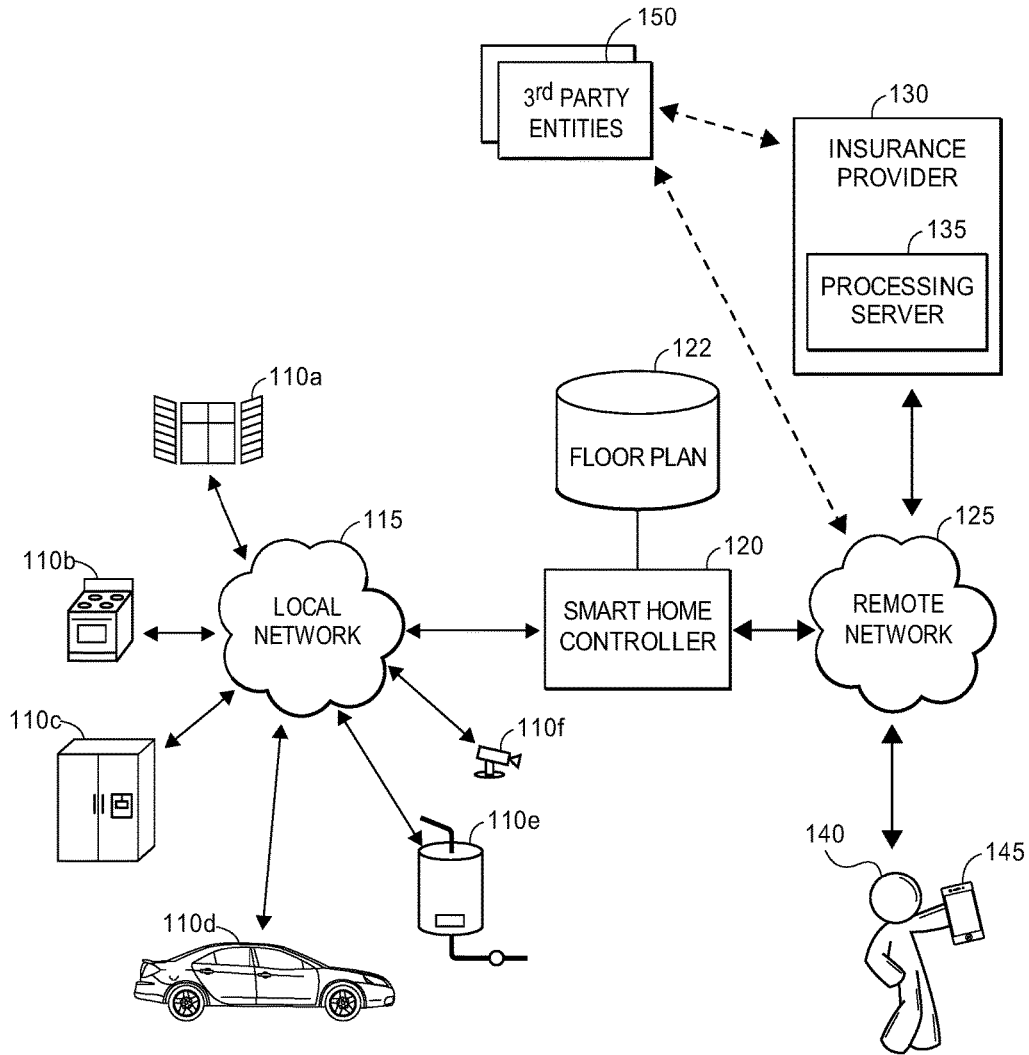 150
3rd PARTY
ENTITIES
130
INSURANCE
PROVIDER
135
PROCESSING
SERVER
122
FLOOR PLAN
110a
115
LOCAL
NETWORK
110b
120
SMART HOME
CONTROLLER
125
REMOTE
NETWORK
110c
110f
110e
110d
140
145